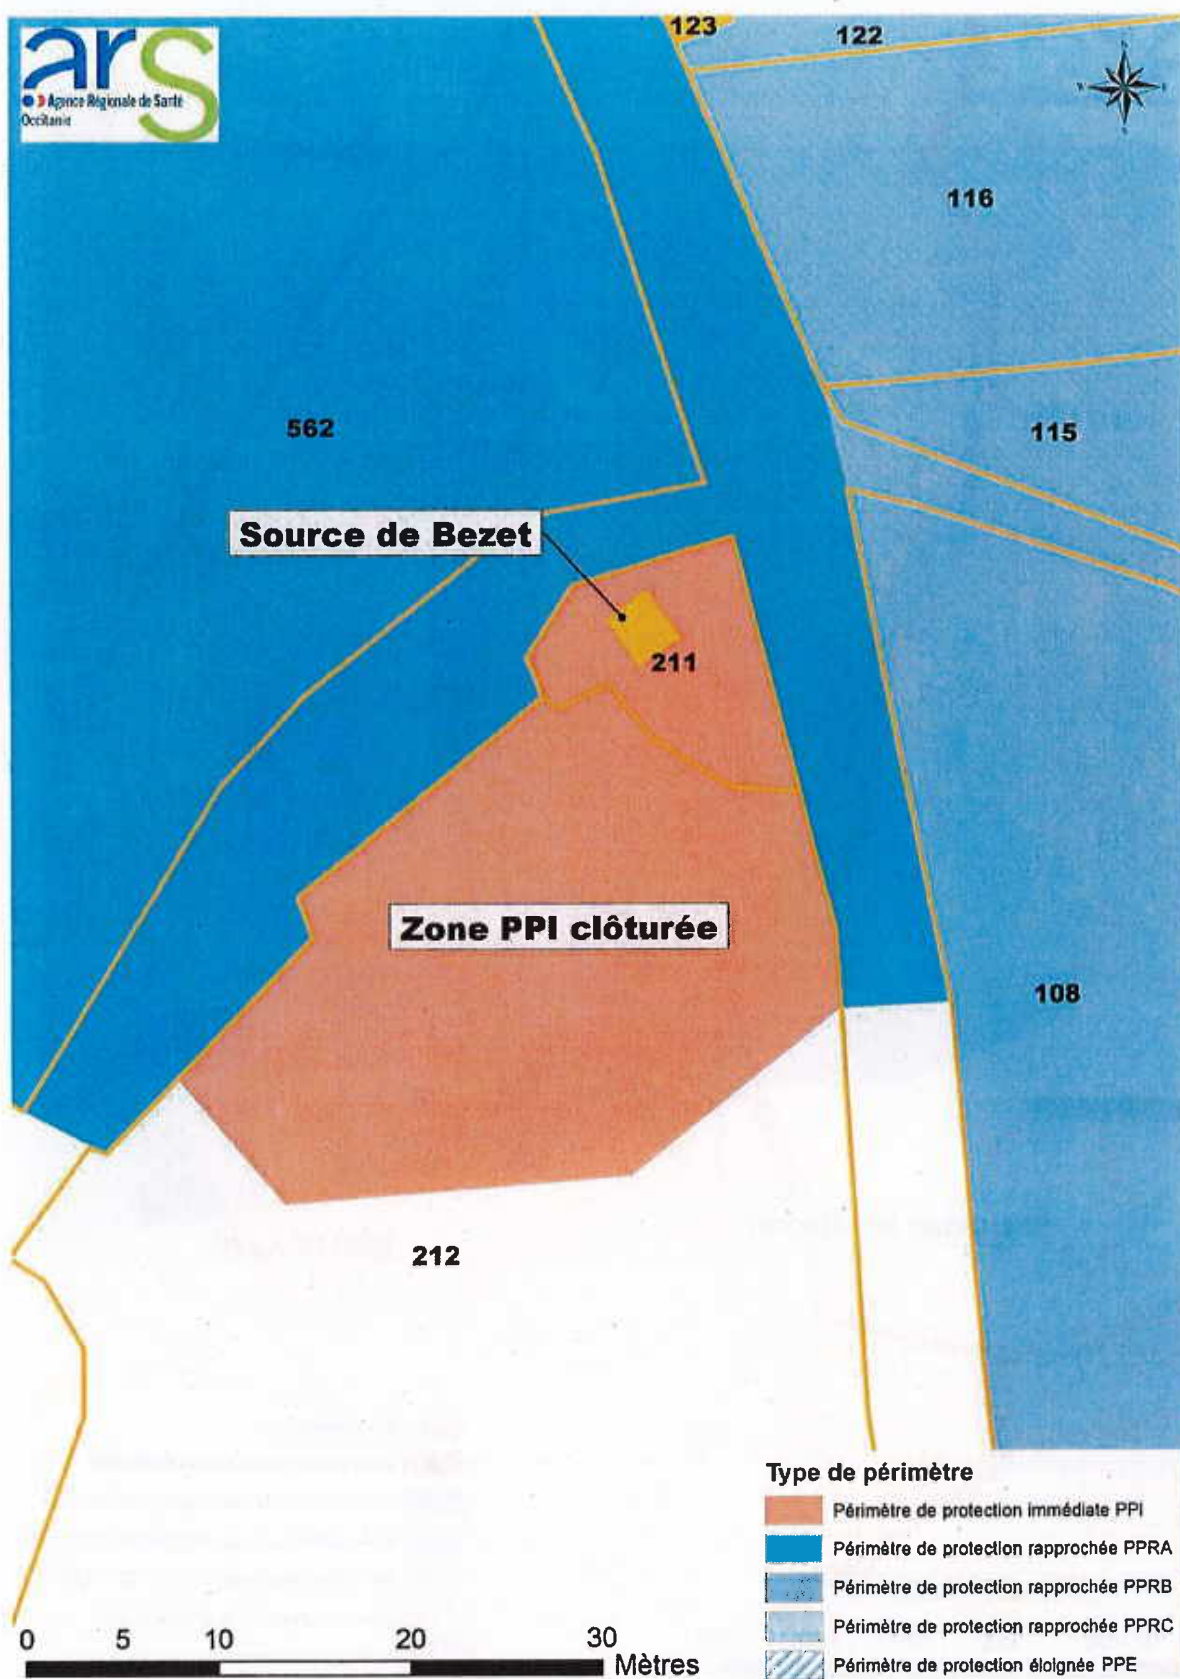 ars
Agence Régionale de Santé
Occitanie
123
122
116
562
115
Source de Bezet
211
Zone PPI clôturée
108
212
Type de périmètre
Périmètre de protection immédiate PPI
Périmètre de protection rapprochée PPRA
Périmètre de protection rapprochée PPRB
Périmètre de protection rapprochée PPRC
Périmètre de protection éloignée PPE
0 5 10 20 30
Mètres